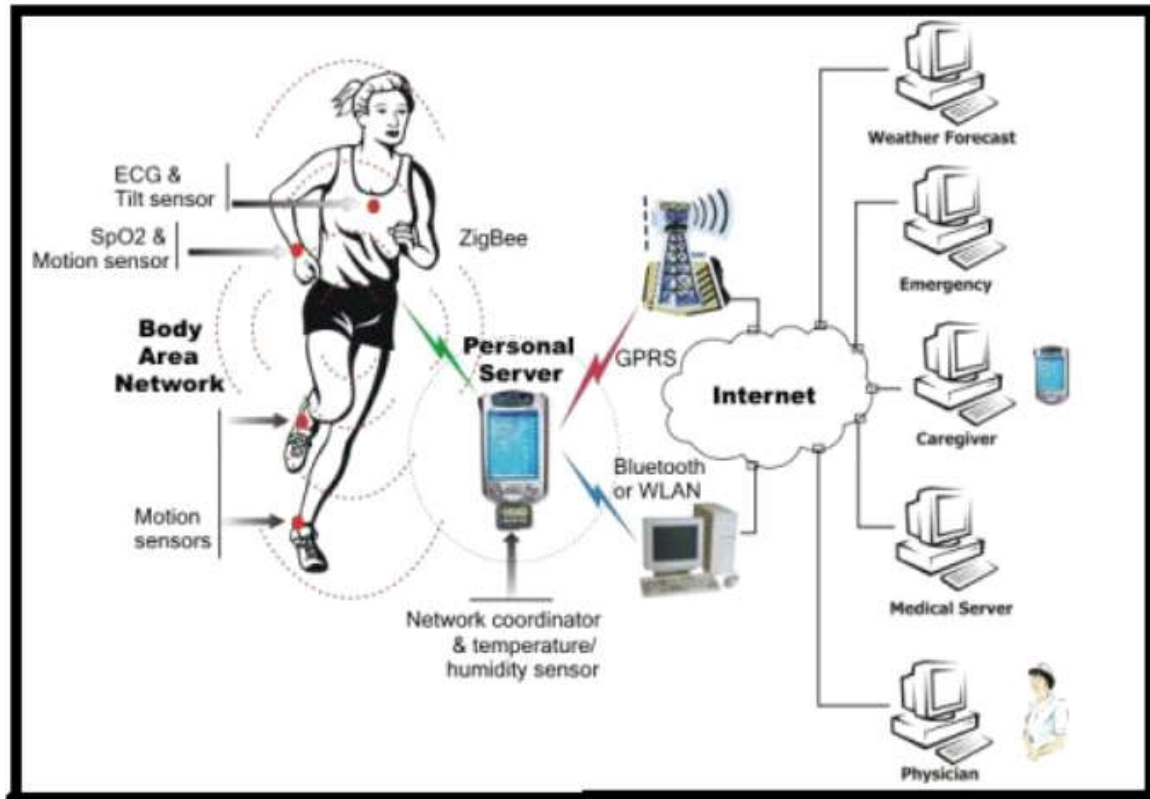 ECG &
Tilt sensor
SpO2 &
Motion sensor
ZigBee
Body
Area
Network
Personal
Server
GPRS
Internet
Bluetooth
or WLAN
Motion
sensors
Network coordinator
& temperature/
humidity sensor
Weather Forecast
Emergency
Caregiver
Medical Server
Physician